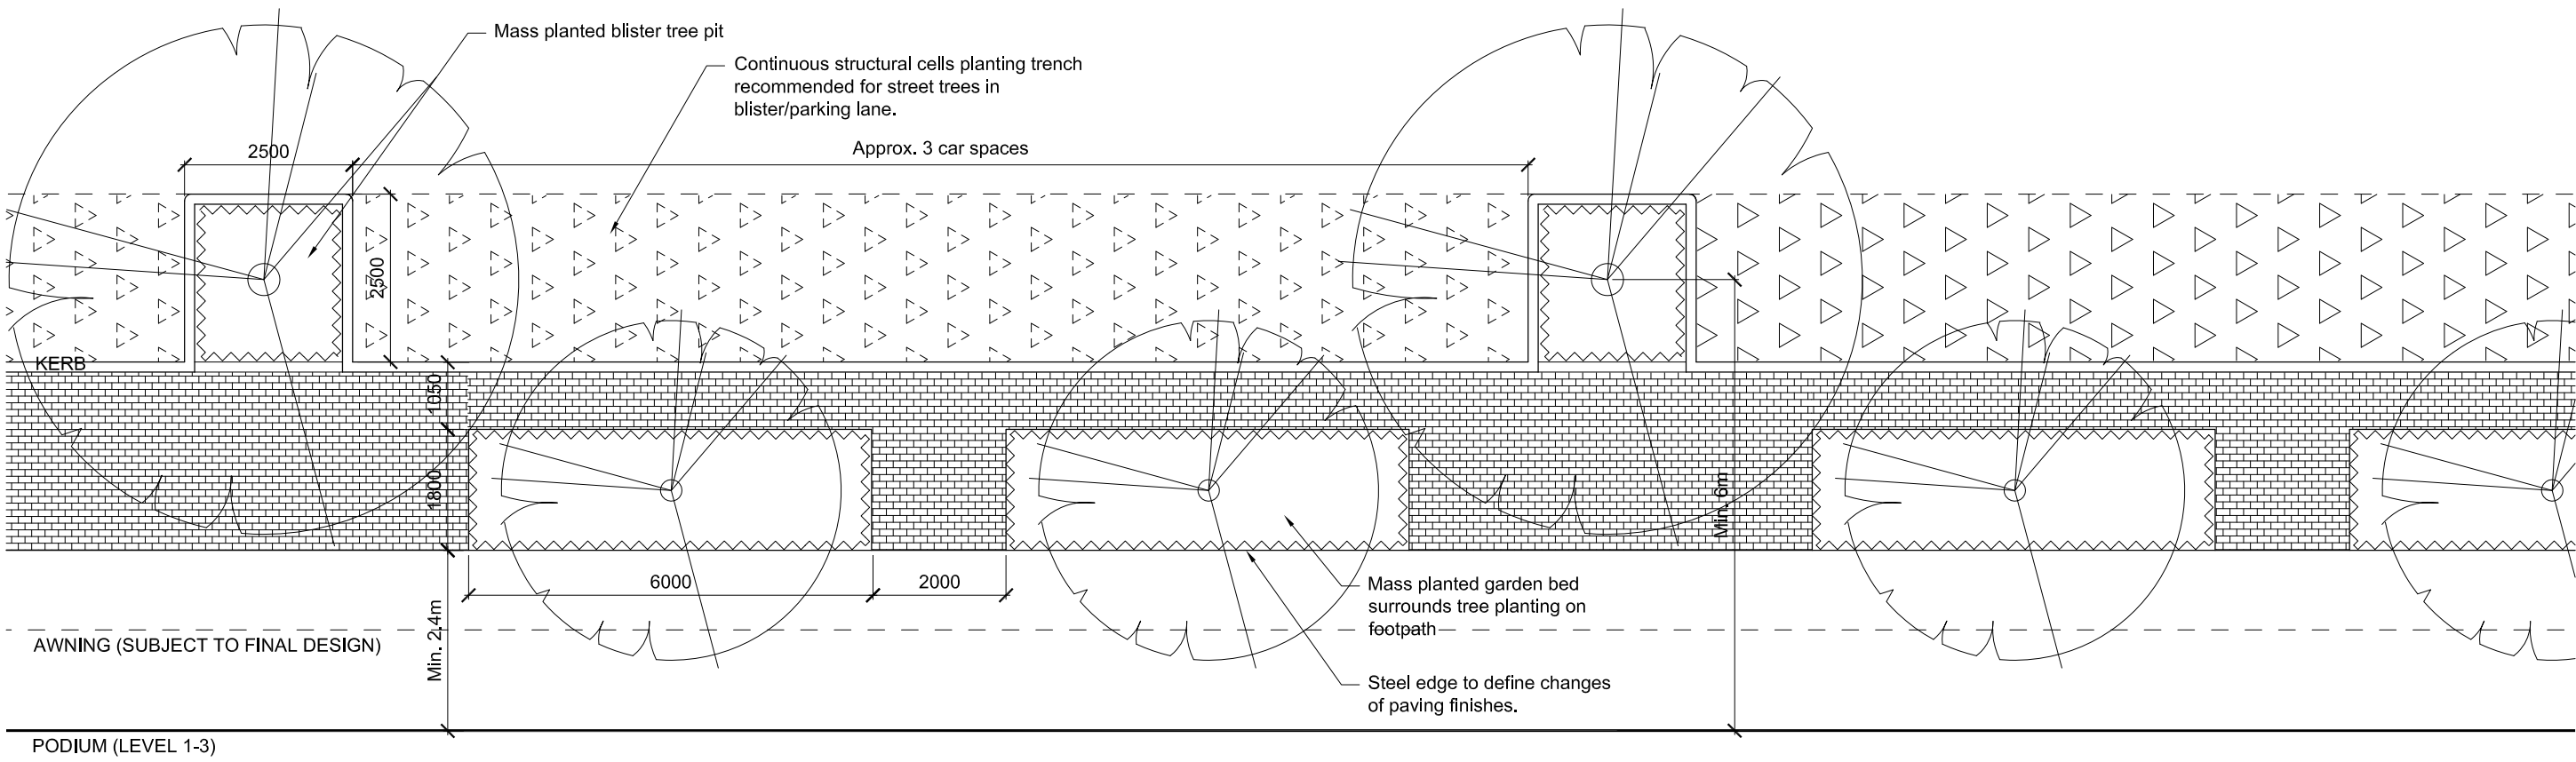 Mass planted blister tree pit
Continuous structural cells planting trench
recommended for street trees in
blister/parking lane.
2500
Approx. 3 car spaces
2500
KERB
1050
1800
Min. 6m
6000
2000
Mass planted garden bed
surrounds tree planting on
footpath
Min. 2.4m
AWNING (SUBJECT TO FINAL DESIGN)
Steel edge to define changes
of paving finishes.
PODIUM (LEVEL 1-3)